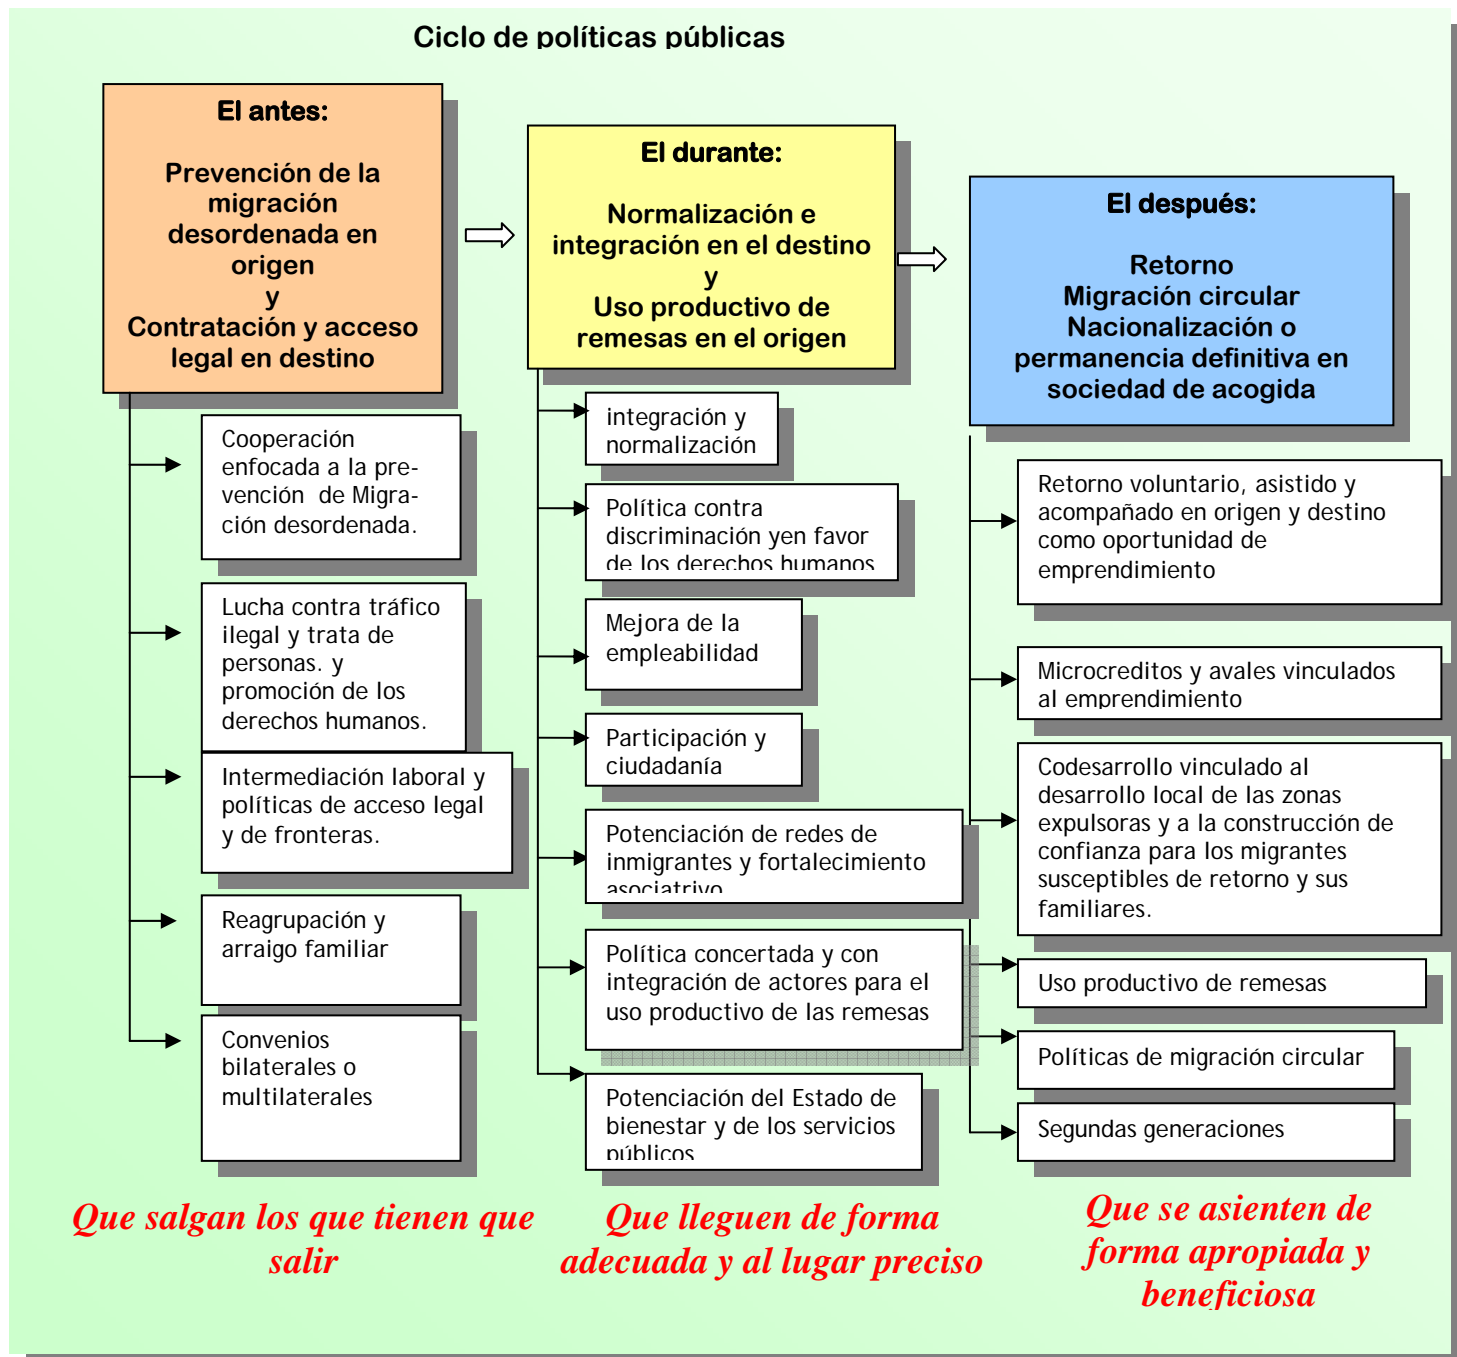 Ciclo de políticas públicas
El antes:
Prevención de la
migración
desordenada en
origen
y
Contratación y acceso
legal en destino
Cooperación
enfocada a la pre-
vención de Migra-
ción desordenada.
Lucha contra tráfico
ilegal y trata de
personas. y
promoción de los
derechos humanos.
Intermediación laboral y
políticas de acceso legal
y de fronteras.
Reagrupación y
arraigo familiar
Convenios
bilaterales o
multilaterales
Que salgan los que tienen que
salir
El durante:
Normalización e
integración en el destino
y
Uso productivo de
remesas en el origen
integración y
normalización
Política contra
discriminación yen favor
de los derechos humanos
Mejora de la
empleabilidad
Participación y
ciudadanía
Potenciación de redes de
inmigrantes y fortalecimiento
asociatrivo
Política concertada y con
integración de actores para el
uso productivo de las remesas
Potenciación del Estado de
bienestar y de los servicios
públicos
Que lleguen de forma
adecuada y al lugar preciso
El después:
Retorno
Migración circular
Nacionalización o
permanencia definitiva en
sociedad de acogida
Retorno voluntario, asistido y
acompañado en origen y destino
como oportunidad de
emprendimiento
Microcreditos y avales vinculados
al emprendimiento
Codesarrollo vinculado al
desarrollo local de las zonas
expulsoras y a la construcción de
confianza para los migrantes
susceptibles de retorno y sus
familiares.
Uso productivo de remesas
Políticas de migración circular
Segundas generaciones
Que se asienten de
forma apropiada y
beneficiosa